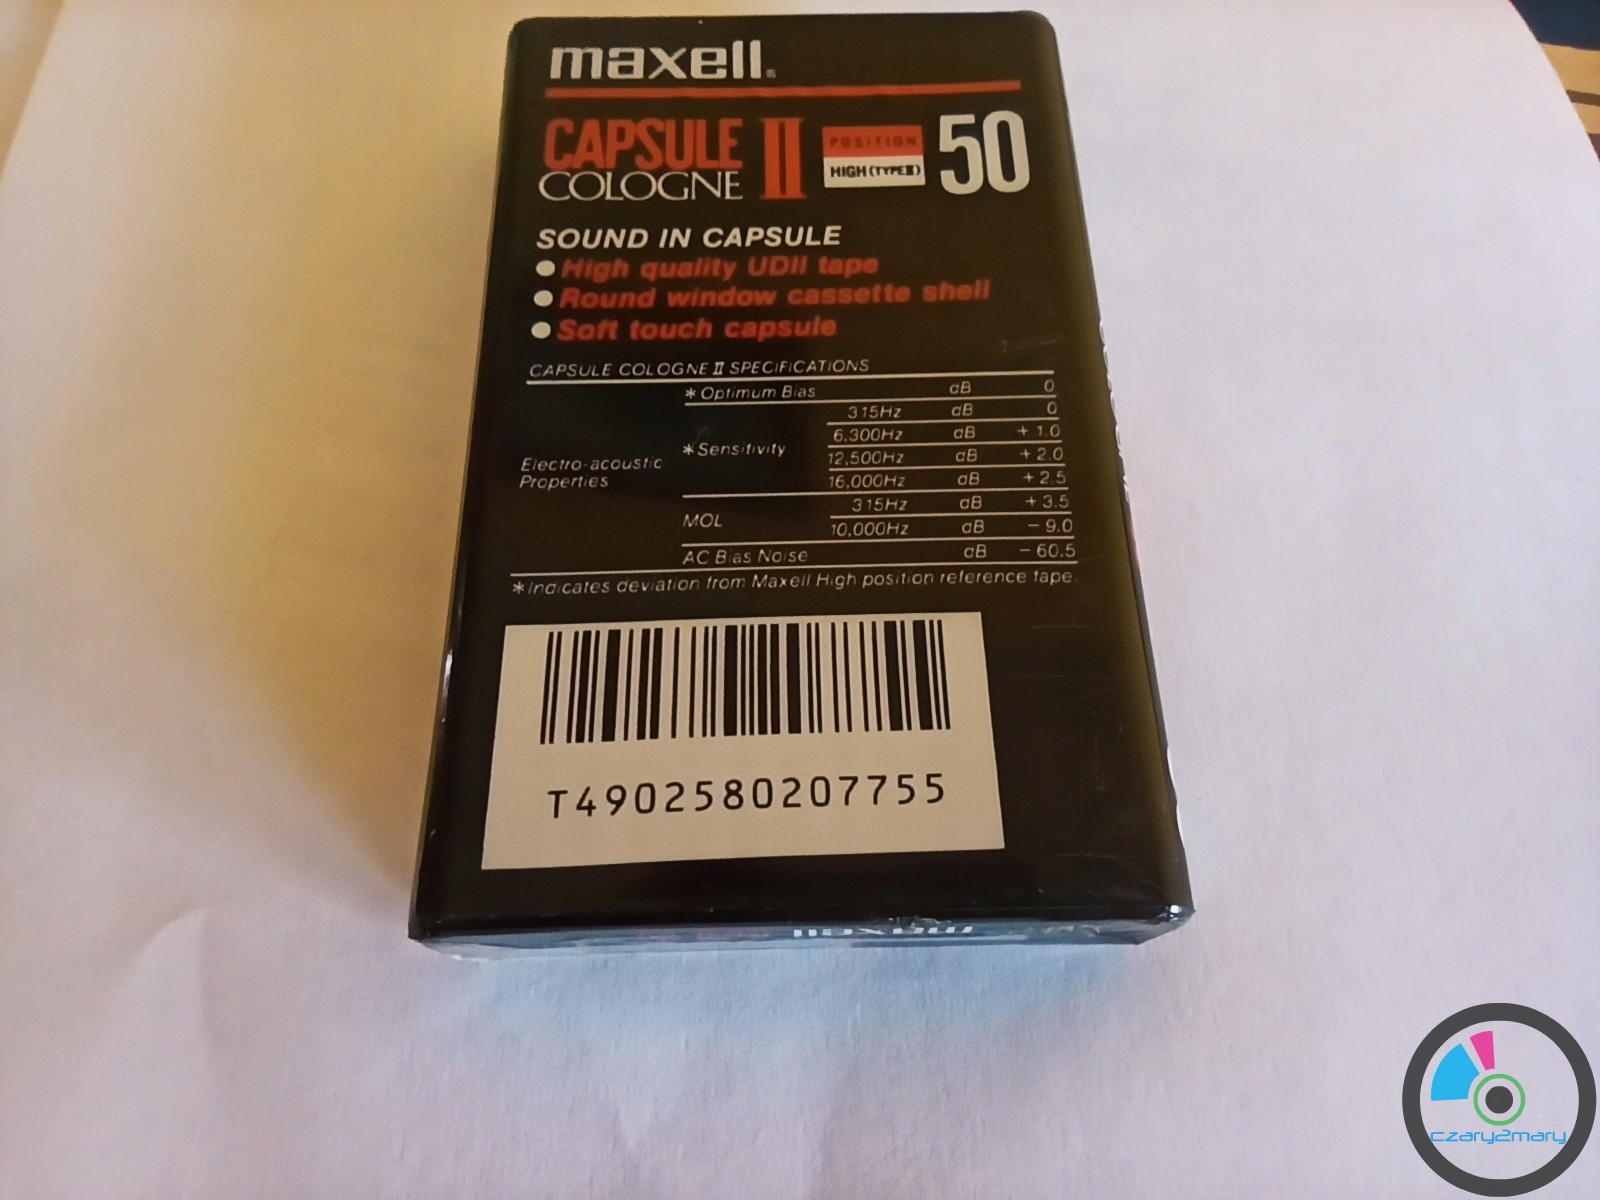 maxell
CAPSULE II POSITION 50
COLOGNE HIGH (TYPE II)
SOUND IN CAPSULE
● High quality UDII tape
● Round window cassette shell
● Soft touch capsule
CAPSULE COLOGNE II SPECIFICATIONS
Electro-acoustic Properties
* Optimum Bias dB 0
* Sensitivity 315Hz dB 0
6,300Hz dB + 1.0
12,500Hz dB + 2.0
16,000Hz dB + 2.5
MOL 315Hz dB + 3.5
10,000Hz dB − 9.0
AC Bias Noise dB − 60.5
* Indicates deviation from Maxell High position reference tape.
T4902580207755
maxell
czary2mary